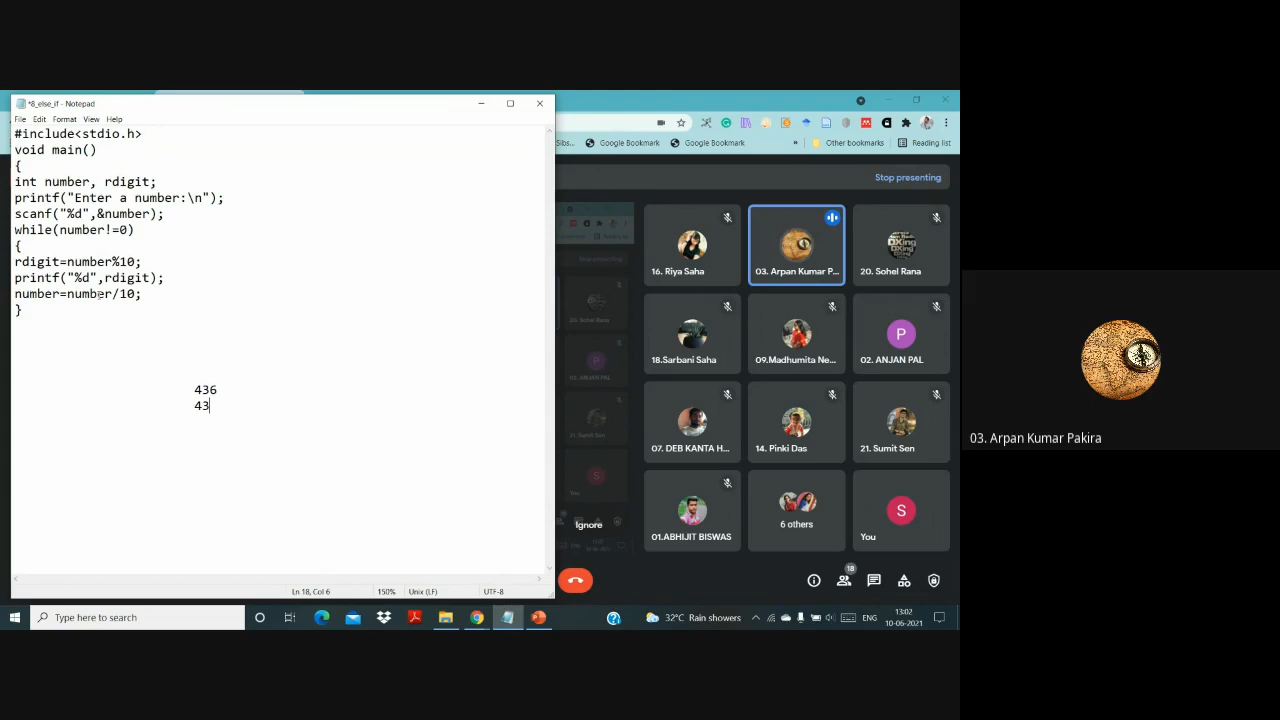 *8_else_if - Notepad
File Edit Format View Help
#include<stdio.h>
void main()
{
int number, rdigit;
printf("Enter a number:\n");
scanf("%d",&number);
while(number!=0)
{
rdigit=number%10;
printf("%d",rdigit);
number=number/10;
}
436
43
Ln 18, Col 6 150% Unix (LF) UTF-8
Sibs... Google Bookmark Google Bookmark » Other bookmarks Reading list
Stop presenting
16. Riya Saha
03. Arpan Kumar P...
20. Sohel Rana
18.Sarbani Saha
09.Madhumita Ne...
P
02. ANJAN PAL
07. DEB KANTA H...
14. Pinki Das
21. Sumit Sen
01.ABHIJIT BISWAS
6 others
S
You
Ignore
18
Type here to search
32°C Rain showers
ENG
13:02
10-06-2021
03. Arpan Kumar Pakira